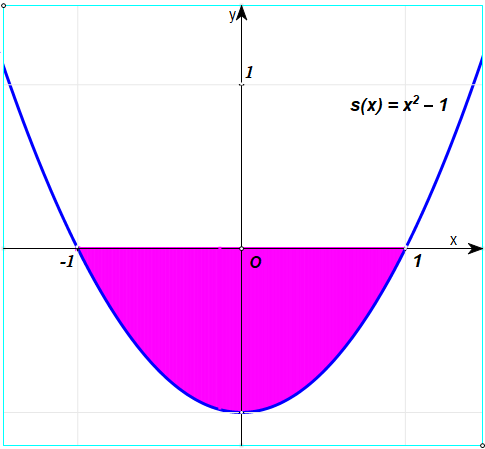 y
1
s(x) = x² – 1
x
-1
O
1